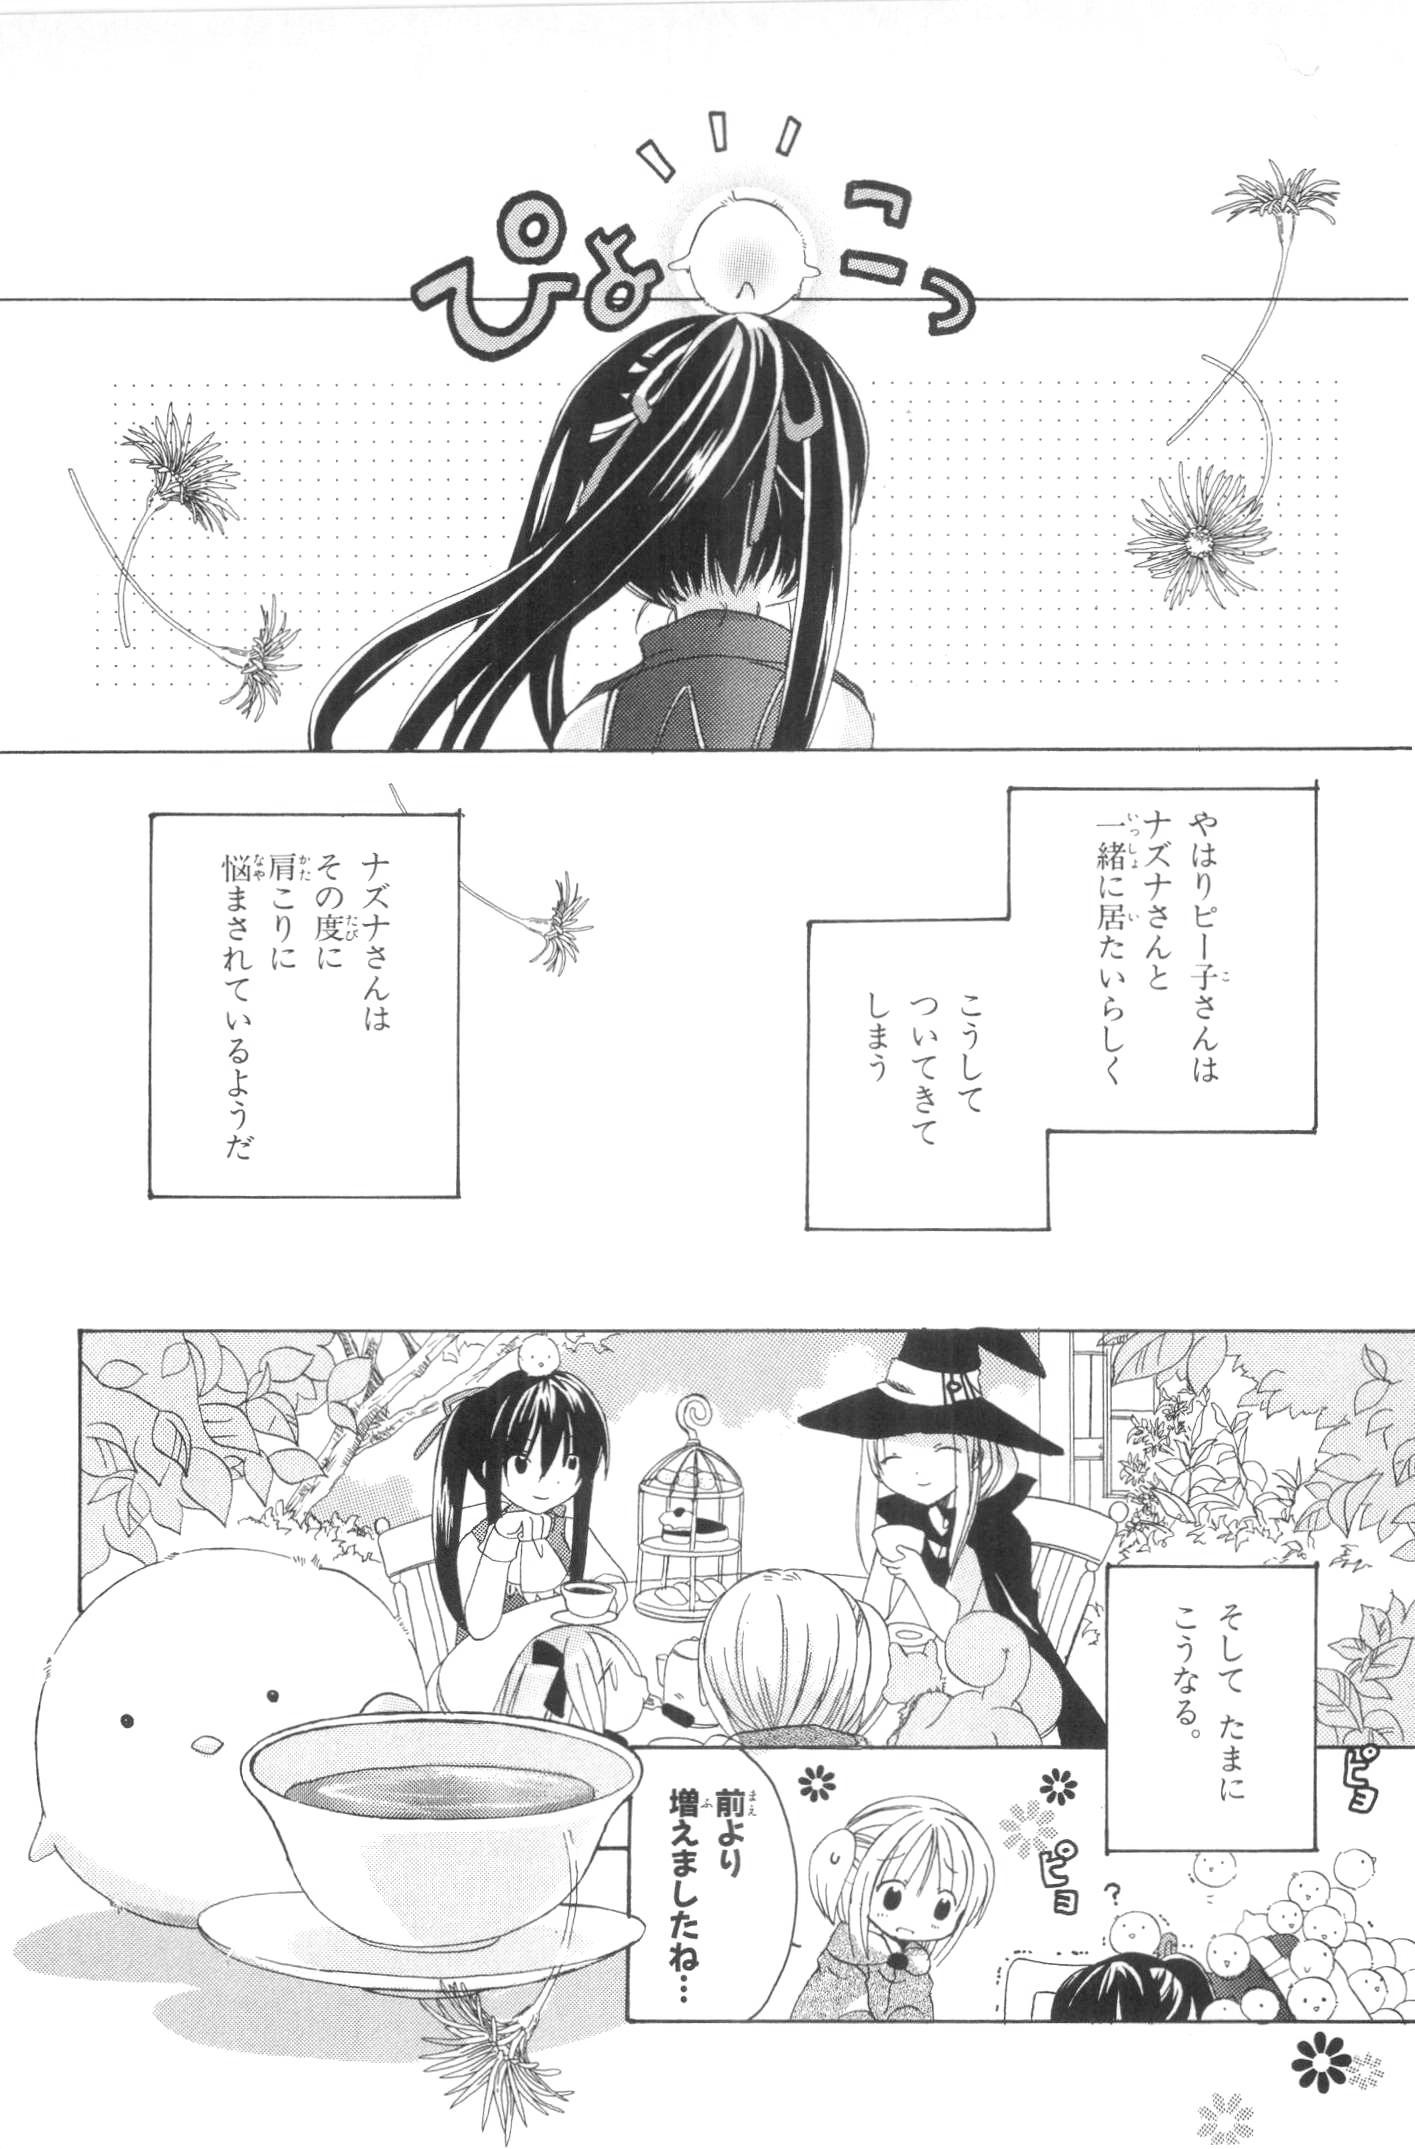 ぴょこっ
やはりピー子さんは
ナズナさんと
一緒に居たいらしく
こうして
ついてきて
しまう
ナズナさんは
その度に
肩こりに
悩まされているようだ
そして たまに
こうなる。
ピヨ
ピヨ
?
前より
増えましたね…